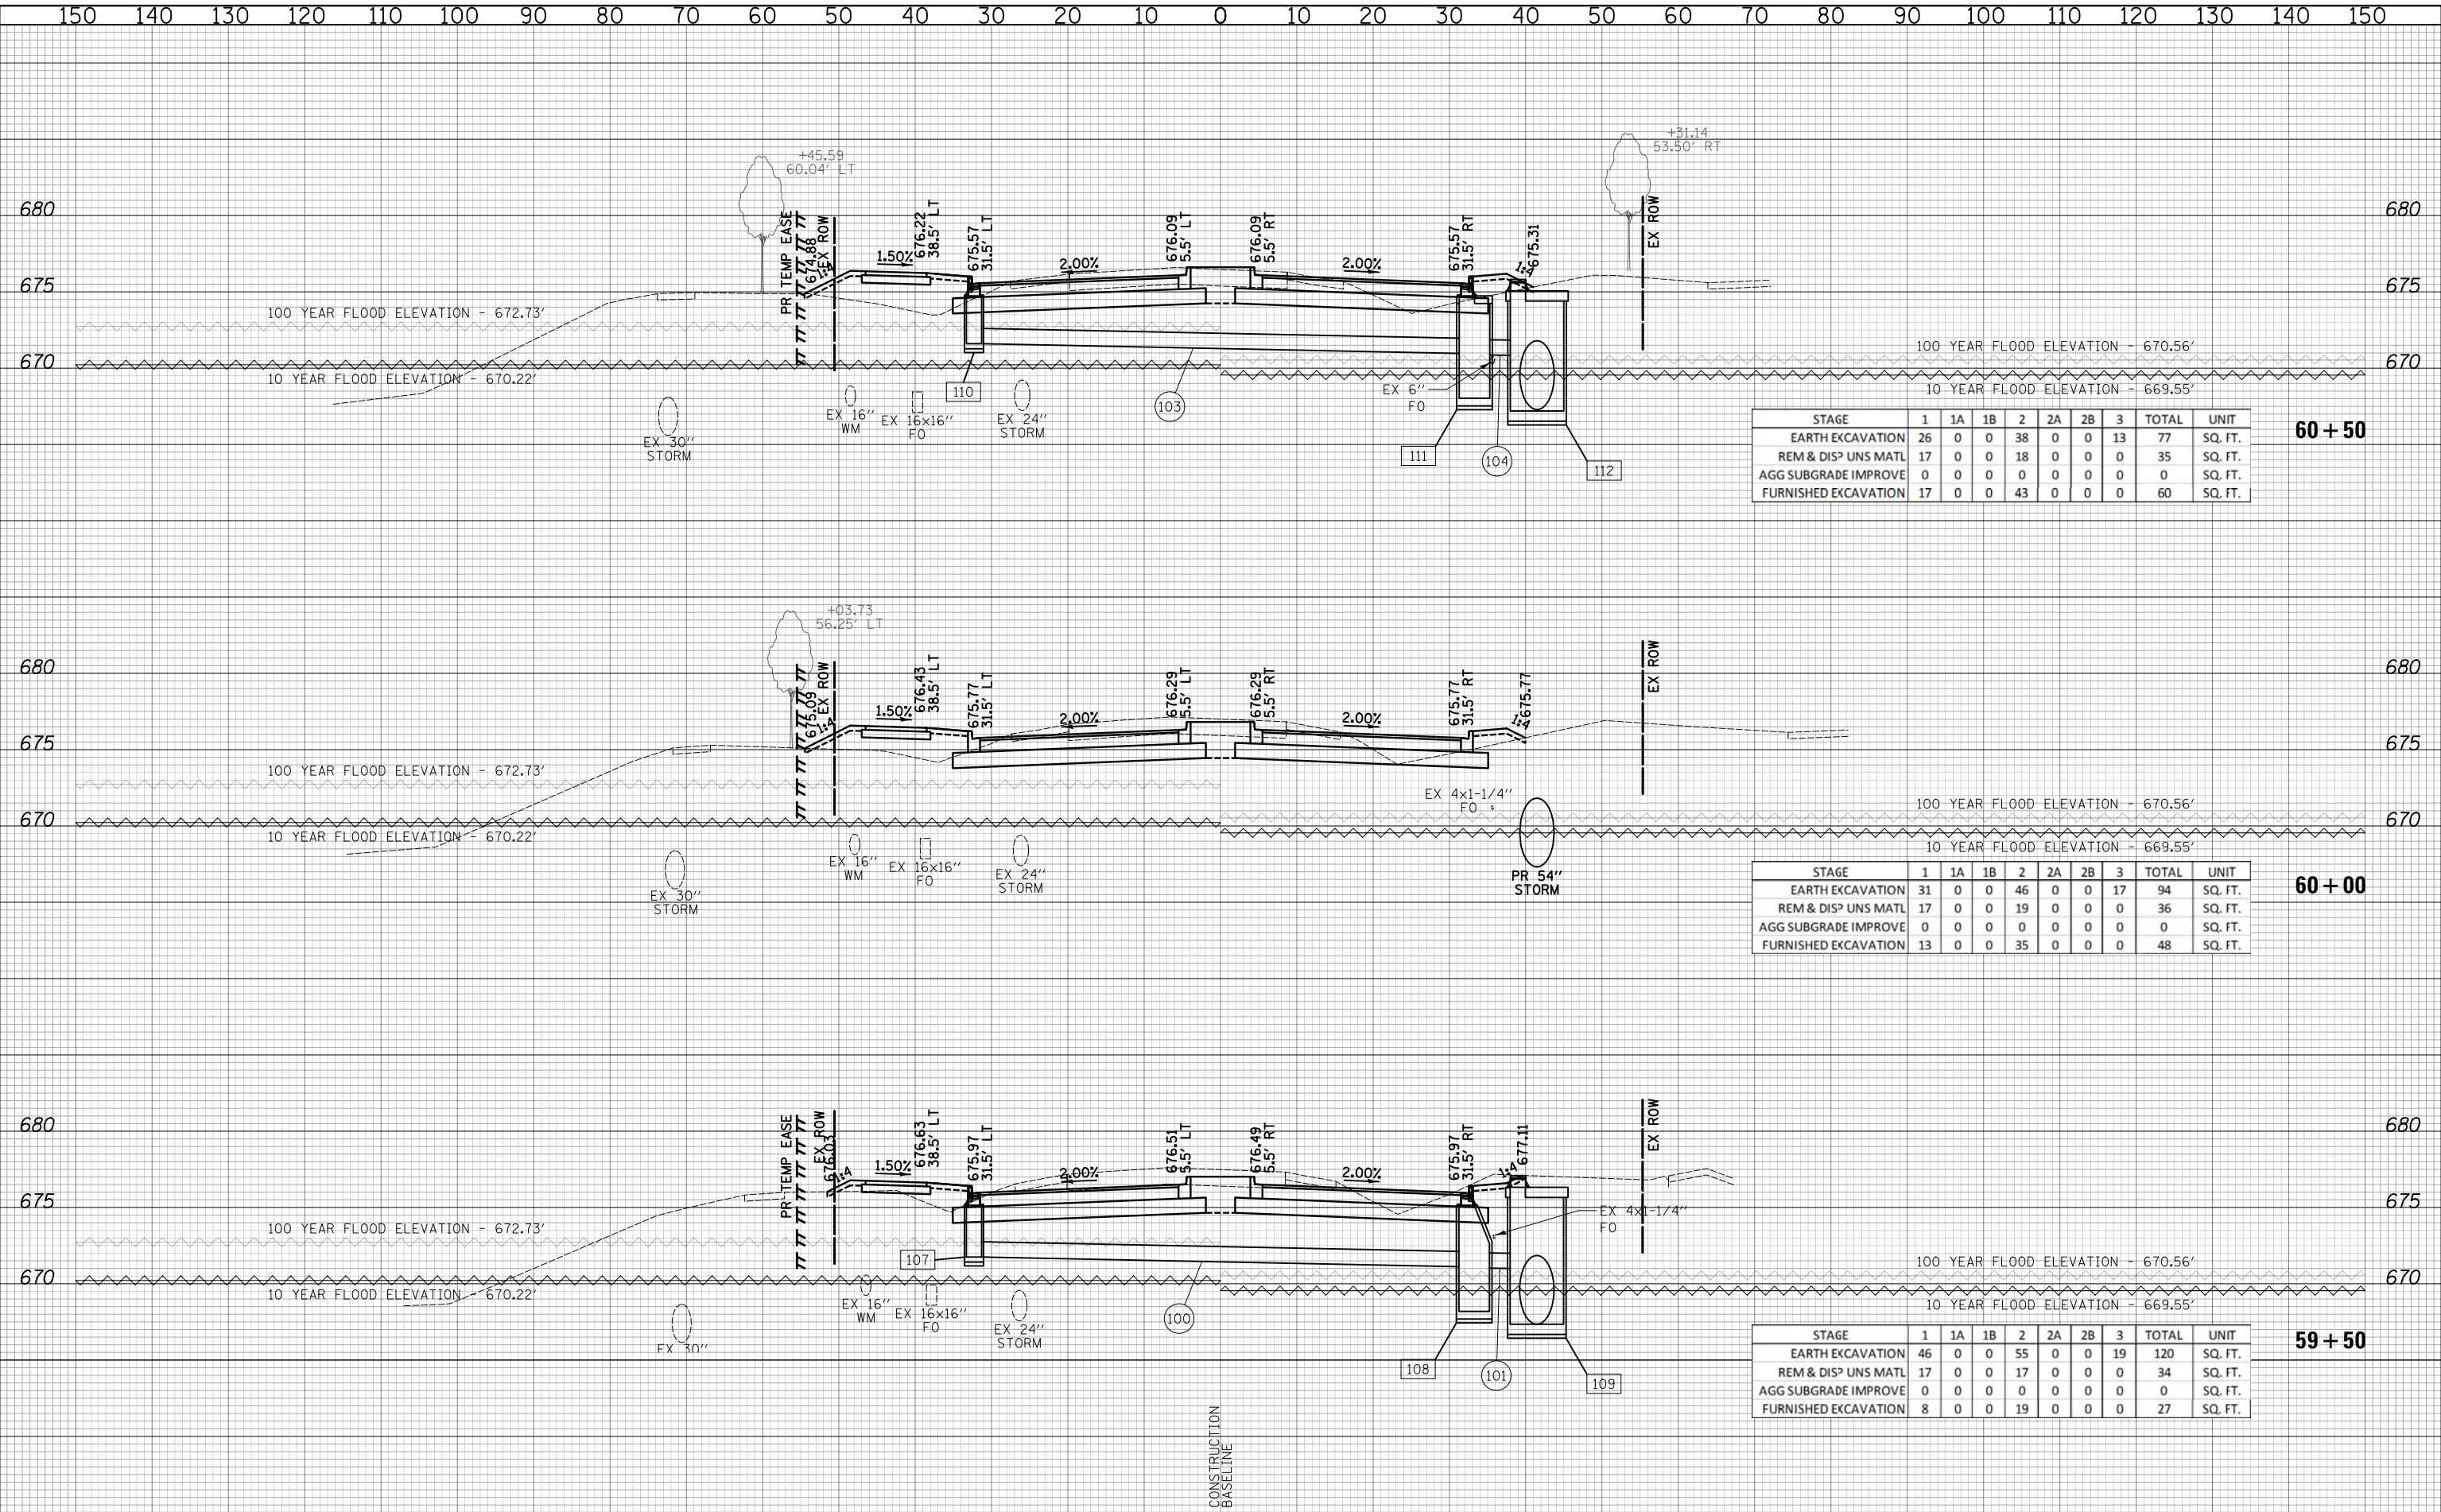 150 140 130 120 110 100 90 80 70 60 50 40 30 20 10 0 10 20 30 40 50 60 70 80 90 100 110 120 130 140 150
+45.59
60.04' LT
+31.14
53.50' RT
680
680
PR TEMP EASE
674.88
EX ROW
1:4
1.50%
676.22
38.5' LT
675.57
31.5' LT
2.00%
676.09
5.5' LT
676.09
5.5' RT
2.00%
675.57
31.5' RT
675.31
1:4
EX ROW
675
675
100 YEAR FLOOD ELEVATION - 672.73'
100 YEAR FLOOD ELEVATION - 670.56'
670
670
10 YEAR FLOOD ELEVATION - 670.22'
10 YEAR FLOOD ELEVATION - 669.55'
EX 30"
STORM
EX 16"
WM
EX 16x16"
FO
110
EX 24"
STORM
103
EX 6"
FO
111
104
112
STAGE 1 1A 1B 2 2A 2B 3 TOTAL UNIT
EARTH EXCAVATION 26 0 0 38 0 0 13 77 SQ. FT.
REM & DISP UNS MATL 17 0 0 18 0 0 0 35 SQ. FT.
AGG SUBGRADE IMPROVE 0 0 0 0 0 0 0 0 SQ. FT.
FURNISHED EXCAVATION 17 0 0 43 0 0 0 60 SQ. FT.
60+50
+03.73
56.25' LT
680
680
675.09
EX ROW
1:4
1.50%
676.43
38.5' LT
675.77
31.5' LT
2.00%
676.29
5.5' LT
676.29
5.5' RT
2.00%
675.77
31.5' RT
675.77
1:4
EX ROW
675
675
100 YEAR FLOOD ELEVATION - 672.73'
EX 4x1-1/4"
FO
100 YEAR FLOOD ELEVATION - 670.56'
670
670
10 YEAR FLOOD ELEVATION - 670.22'
10 YEAR FLOOD ELEVATION - 669.55'
EX 30"
STORM
EX 16"
WM
EX 16x16"
FO
EX 24"
STORM
PR 54"
STORM
STAGE 1 1A 1B 2 2A 2B 3 TOTAL UNIT
EARTH EXCAVATION 31 0 0 46 0 0 17 94 SQ. FT.
REM & DISP UNS MATL 17 0 0 19 0 0 0 36 SQ. FT.
AGG SUBGRADE IMPROVE 0 0 0 0 0 0 0 0 SQ. FT.
FURNISHED EXCAVATION 13 0 0 35 0 0 0 48 SQ. FT.
60+00
680
680
PR TEMP EASE
EX ROW
676.03
1:4
1.50%
676.63
38.5' LT
675.97
31.5' LT
2.00%
676.51
5.5' LT
676.49
5.5' RT
2.00%
675.97
31.5' RT
677.11
1:4
EX ROW
675
675
100 YEAR FLOOD ELEVATION - 672.73'
EX 4x1-1/4"
FO
107
100 YEAR FLOOD ELEVATION - 670.56'
670
670
10 YEAR FLOOD ELEVATION - 670.22'
10 YEAR FLOOD ELEVATION - 669.55'
EX 30"
EX 16"
WM
EX 16x16"
FO
EX 24"
STORM
100
108
101
109
STAGE 1 1A 1B 2 2A 2B 3 TOTAL UNIT
EARTH EXCAVATION 46 0 0 55 0 0 19 120 SQ. FT.
REM & DISP UNS MATL 17 0 0 17 0 0 0 34 SQ. FT.
AGG SUBGRADE IMPROVE 0 0 0 0 0 0 0 0 SQ. FT.
FURNISHED EXCAVATION 8 0 0 19 0 0 0 27 SQ. FT.
59+50
CONSTRUCTION
BASELINE